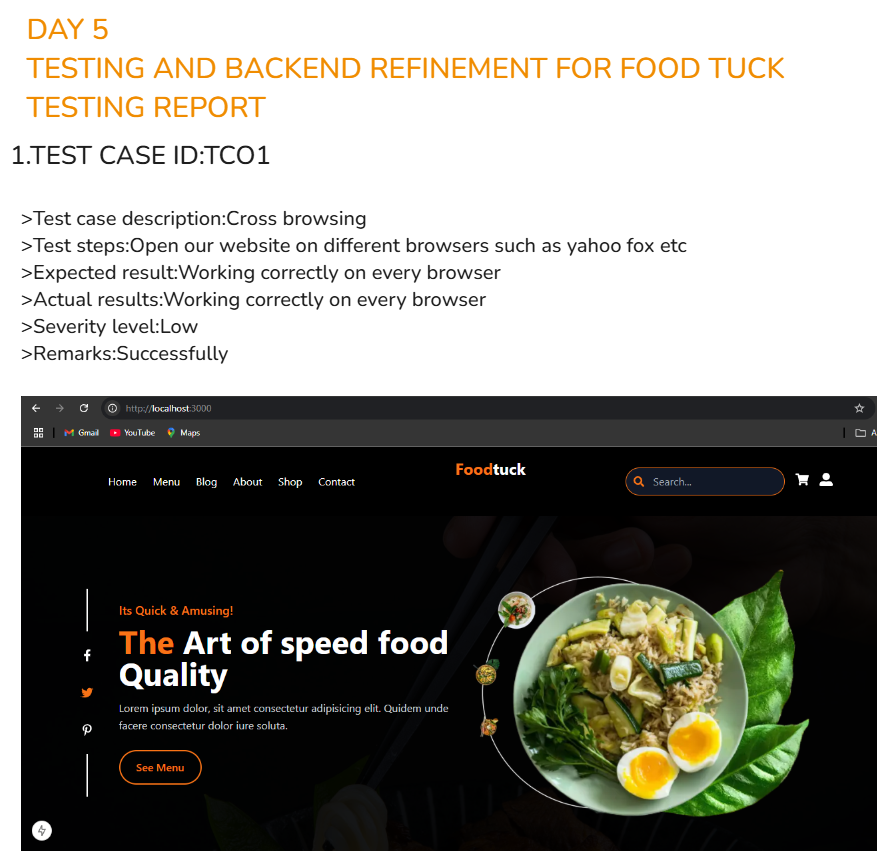 DAY 5
TESTING AND BACKEND REFINEMENT FOR FOOD TUCK
TESTING REPORT
1.TEST CASE ID:TCO1
>Test case description:Cross browsing
>Test steps:Open our website on different browsers such as yahoo fox etc
>Expected result:Working correctly on every browser
>Actual results:Working correctly on every browser
>Severity level:Low
>Remarks:Successfully
http://localhost:3000
Gmail YouTube Maps A
Foodtuck
Home Menu Blog About Shop Contact Search...
Its Quick & Amusing!
The Art of speed food
Quality
Lorem ipsum dolor, sit amet consectetur adipisicing elit. Quidem unde
facere consectetur dolor iure soluta.
See Menu